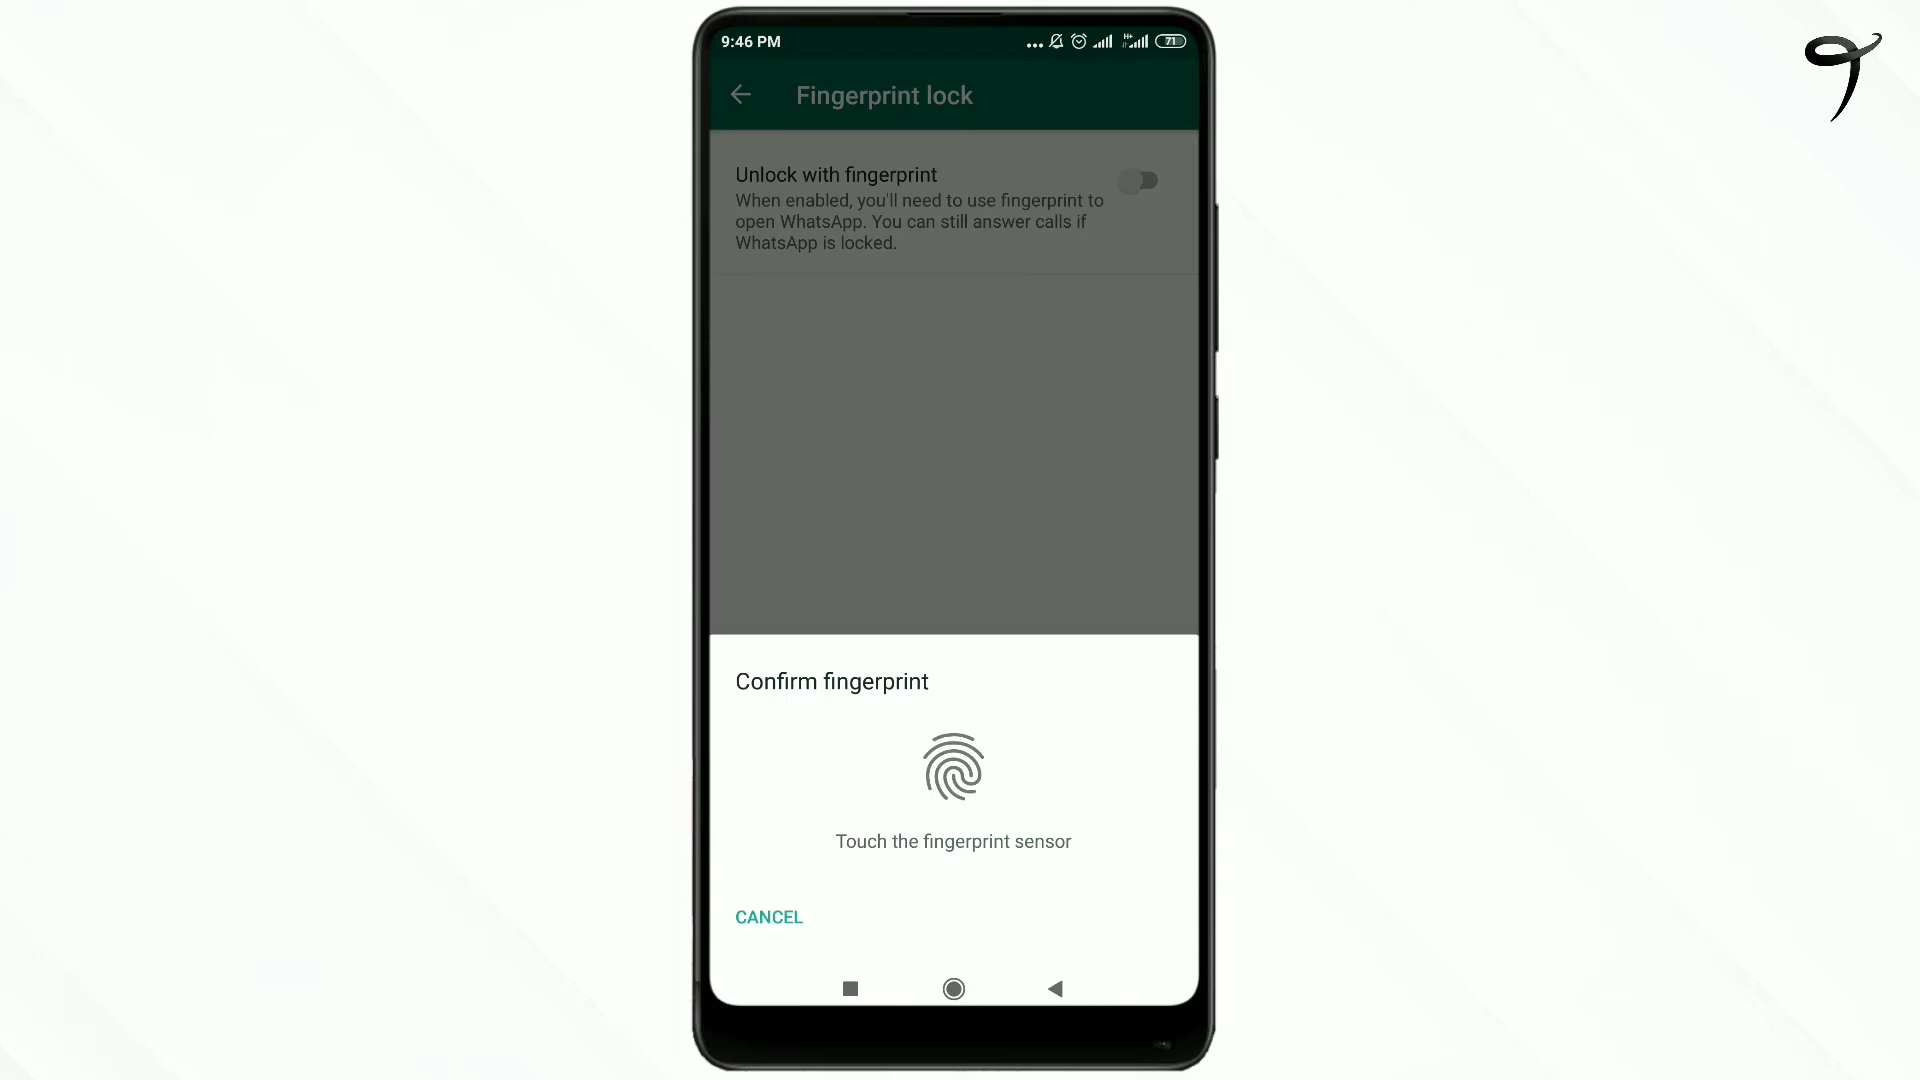 9:46 PM
H+
71
Fingerprint lock
Unlock with fingerprint
When enabled, you'll need to use fingerprint to
open WhatsApp. You can still answer calls if
WhatsApp is locked.
Confirm fingerprint
Touch the fingerprint sensor
CANCEL